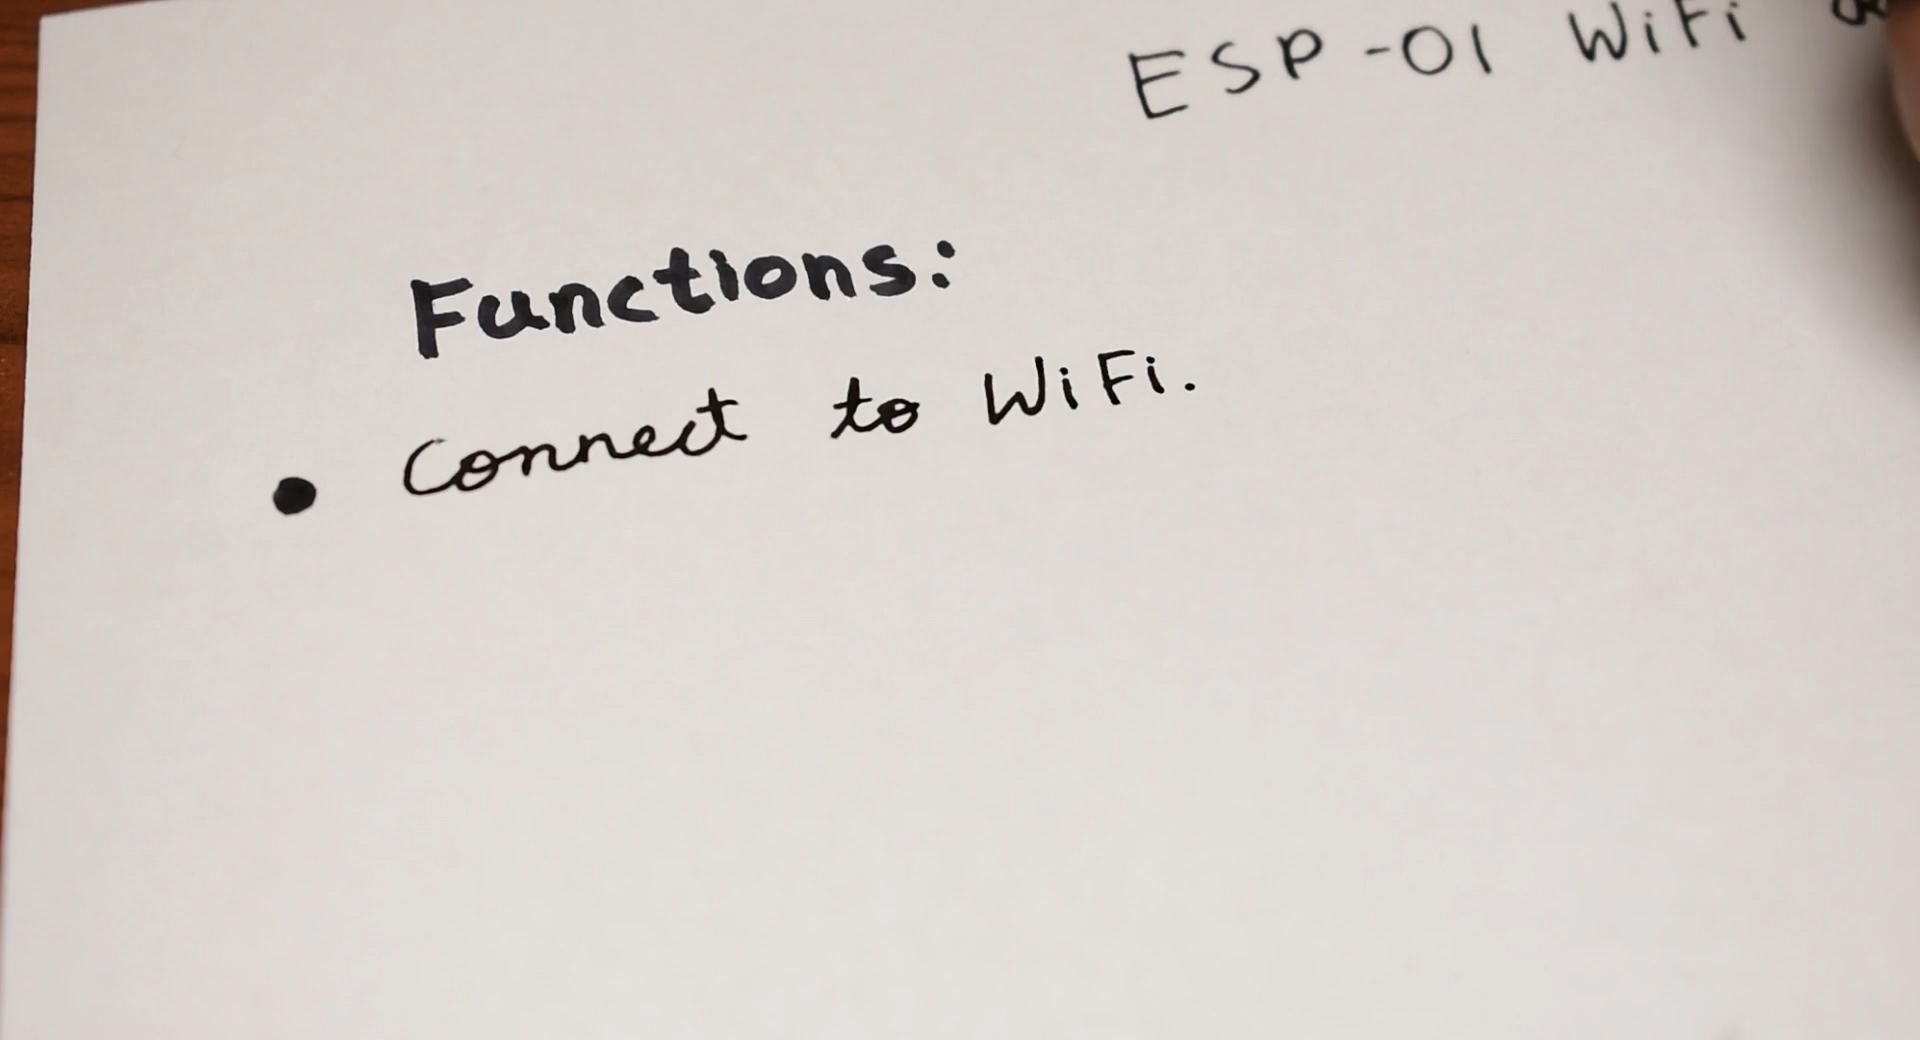 ESP-01 WiFi
Functions:
• Connect to WiFi.